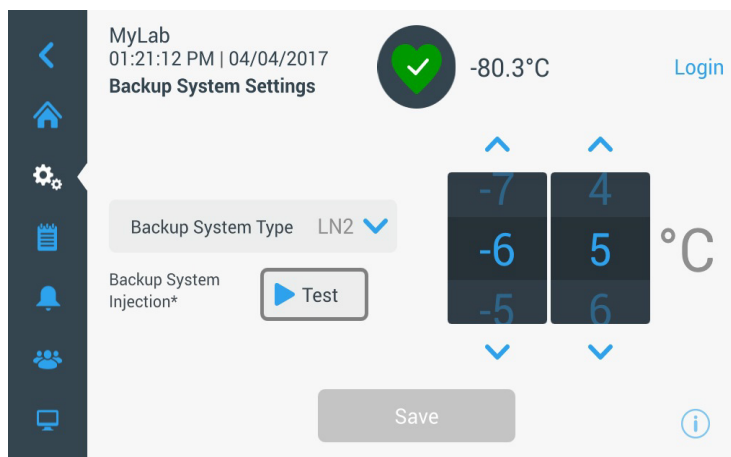 MyLab
01:21:12 PM | 04/04/2017
Backup System Settings
-80.3°C
Login
-7 4
Backup System Type LN2
-6 5 °C
Backup System
Injection*
Test
-5 6
Save
i